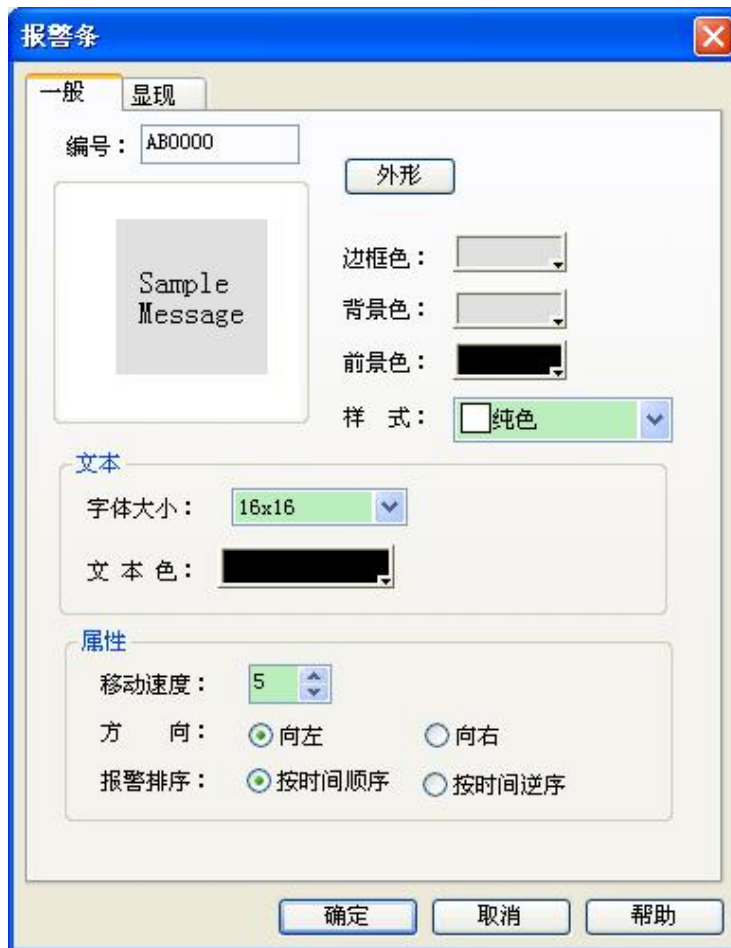 报警条
一般 显现
编号： AB0000
外形
Sample
Message
边框色：
背景色：
前景色：
样 式： 纯色
文本
字体大小： 16x16
文 本 色：
属性
移动速度： 5
方 向： 向左 向右
报警排序： 按时间顺序 按时间逆序
确定 取消 帮助